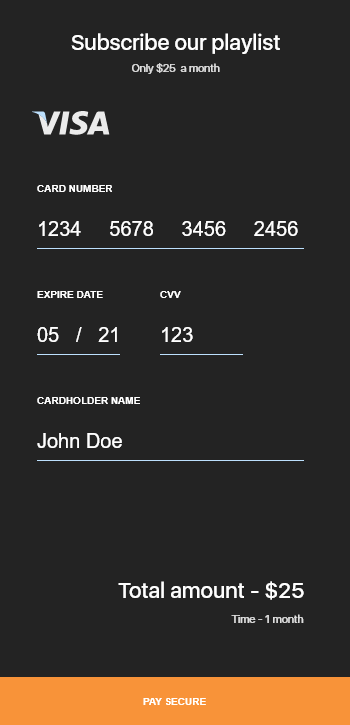 Subscribe our playlist
Only $25 a month
VISA
CARD NUMBER
1234 5678 3456 2456
EXPIRE DATE CVV
05 / 21 123
CARDHOLDER NAME
John Doe
Total amount - $25
Time - 1 month
PAY SECURE